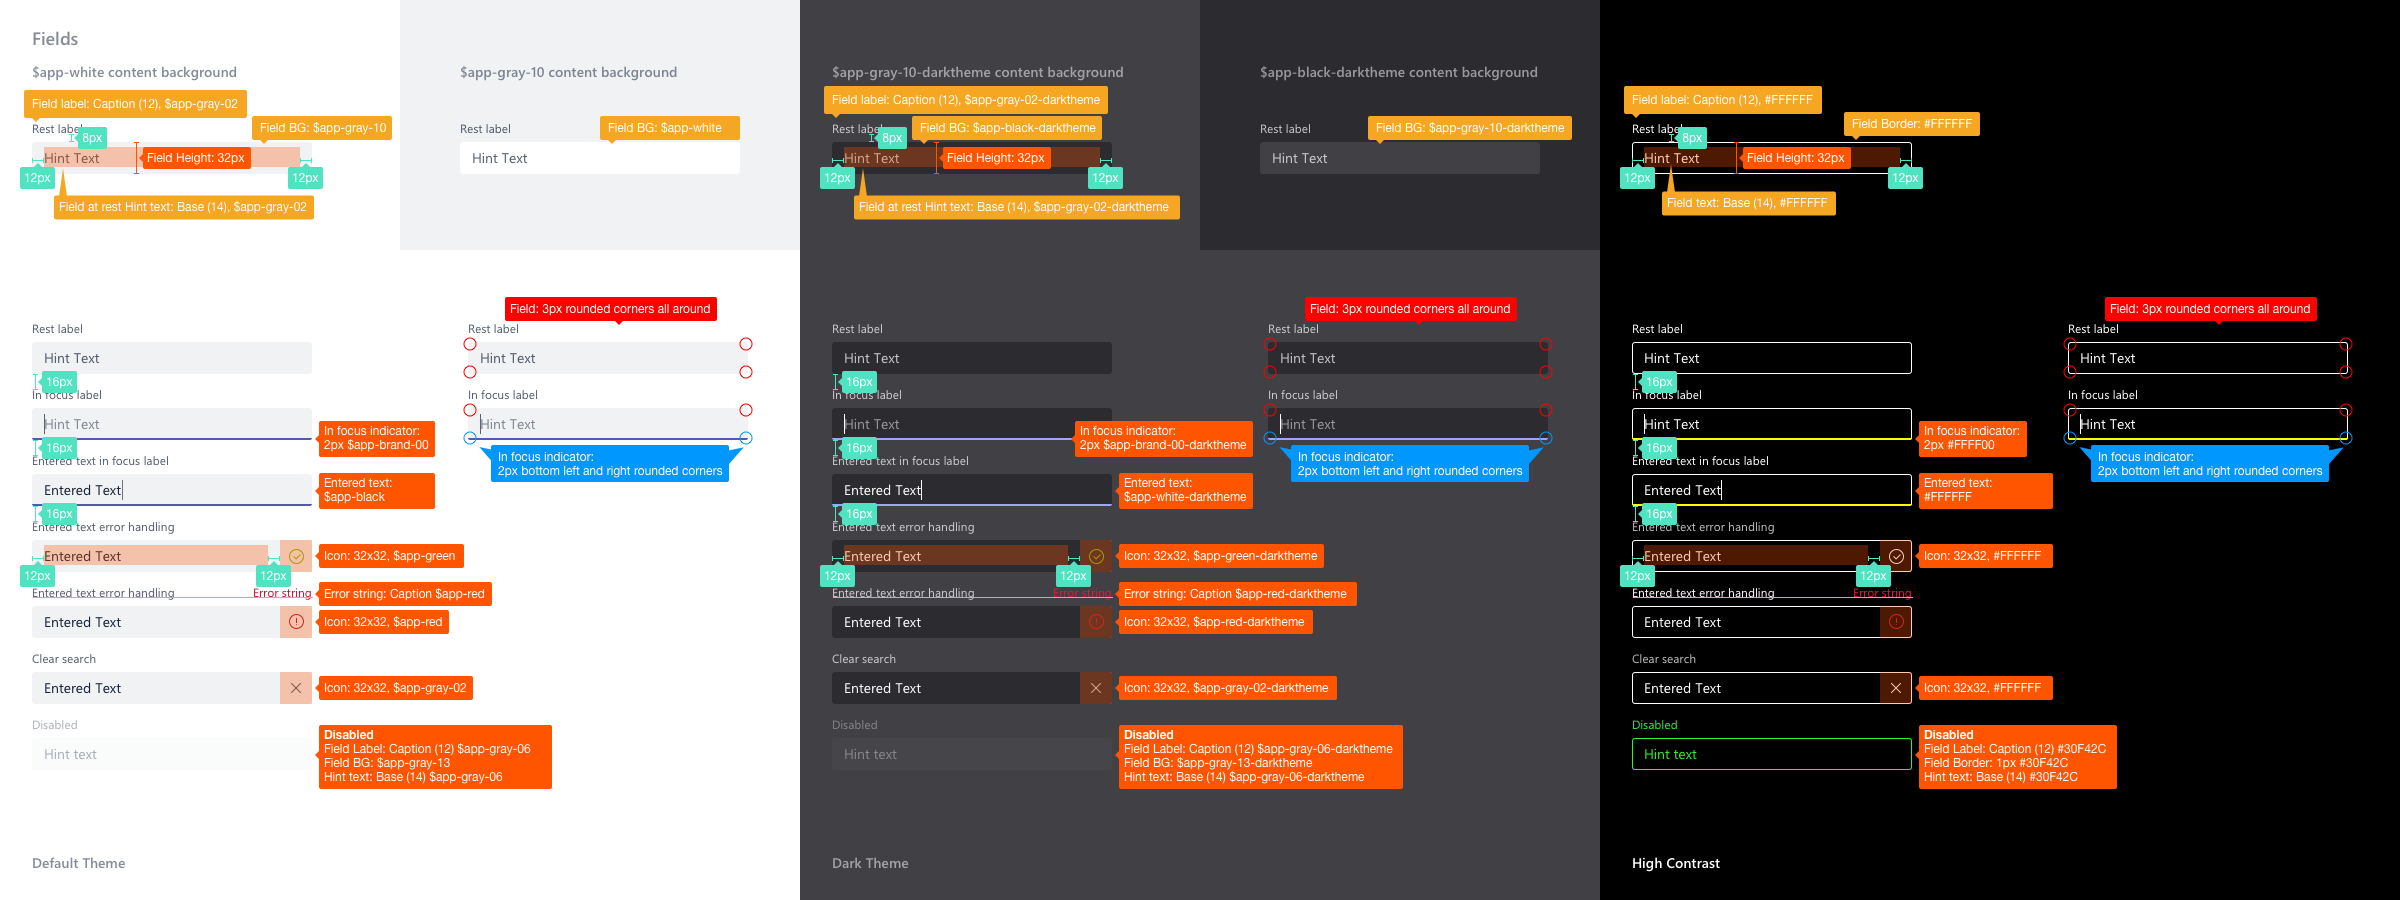 Fields
$app-white content background
Field label: Caption (12), $app-gray-02
Rest label
8px
Field BG: $app-gray-10
Hint Text
Field Height: 32px
12px
12px
Field at rest Hint text: Base (14), $app-gray-02
$app-gray-10 content background
Rest label
Field BG: $app-white
Hint Text
Rest label
Hint Text
16px
In focus label
Hint Text
In focus indicator:
2px $app-brand-00
16px
Entered text in focus label
Entered Text
Entered text:
$app-black
16px
Entered text error handling
Entered Text
Icon: 32x32, $app-green
12px
12px
Entered text error handling
Error string
Error string: Caption $app-red
Entered Text
Icon: 32x32, $app-red
Clear search
Entered Text
Icon: 32x32, $app-gray-02
Disabled
Hint text
Disabled
Field Label: Caption (12) $app-gray-06
Field BG: $app-gray-13
Hint text: Base (14) $app-gray-06
Field: 3px rounded corners all around
Rest label
Hint Text
In focus label
Hint Text
In focus indicator:
2px bottom left and right rounded corners
Default Theme
$app-gray-10-darktheme content background
Field label: Caption (12), $app-gray-02-darktheme
Rest label
8px
Field BG: $app-black-darktheme
Hint Text
Field Height: 32px
12px
12px
Field at rest Hint text: Base (14), $app-gray-02-darktheme
$app-black-darktheme content background
Rest label
Field BG: $app-gray-10-darktheme
Hint Text
Rest label
Hint Text
16px
In focus label
Hint Text
In focus indicator:
2px $app-brand-00-darktheme
16px
Entered text in focus label
Entered Text
Entered text:
$app-white-darktheme
16px
Entered text error handling
Entered Text
Icon: 32x32, $app-green-darktheme
12px
12px
Entered text error handling
Error string
Error string: Caption $app-red-darktheme
Entered Text
Icon: 32x32, $app-red-darktheme
Clear search
Entered Text
Icon: 32x32, $app-gray-02-darktheme
Disabled
Hint text
Disabled
Field Label: Caption (12) $app-gray-06-darktheme
Field BG: $app-gray-13-darktheme
Hint text: Base (14) $app-gray-06-darktheme
Field: 3px rounded corners all around
Rest label
Hint Text
In focus label
Hint Text
In focus indicator:
2px bottom left and right rounded corners
Dark Theme
Field label: Caption (12), #FFFFFF
Rest label
8px
Field Border: #FFFFFF
Hint Text
Field Height: 32px
12px
12px
Field text: Base (14), #FFFFFF
Rest label
Hint Text
16px
In focus label
Hint Text
In focus indicator:
2px #FFFF00
16px
Entered text in focus label
Entered Text
Entered text:
#FFFFFF
16px
Entered text error handling
Entered Text
Icon: 32x32, #FFFFFF
12px
12px
Entered text error handling
Error string
Entered Text
Clear search
Entered Text
Icon: 32x32, #FFFFFF
Disabled
Hint text
Disabled
Field Label: Caption (12) #30F42C
Field Border: 1px #30F42C
Hint text: Base (14) #30F42C
Field: 3px rounded corners all around
Rest label
Hint Text
In focus label
Hint Text
In focus indicator:
2px bottom left and right rounded corners
High Contrast